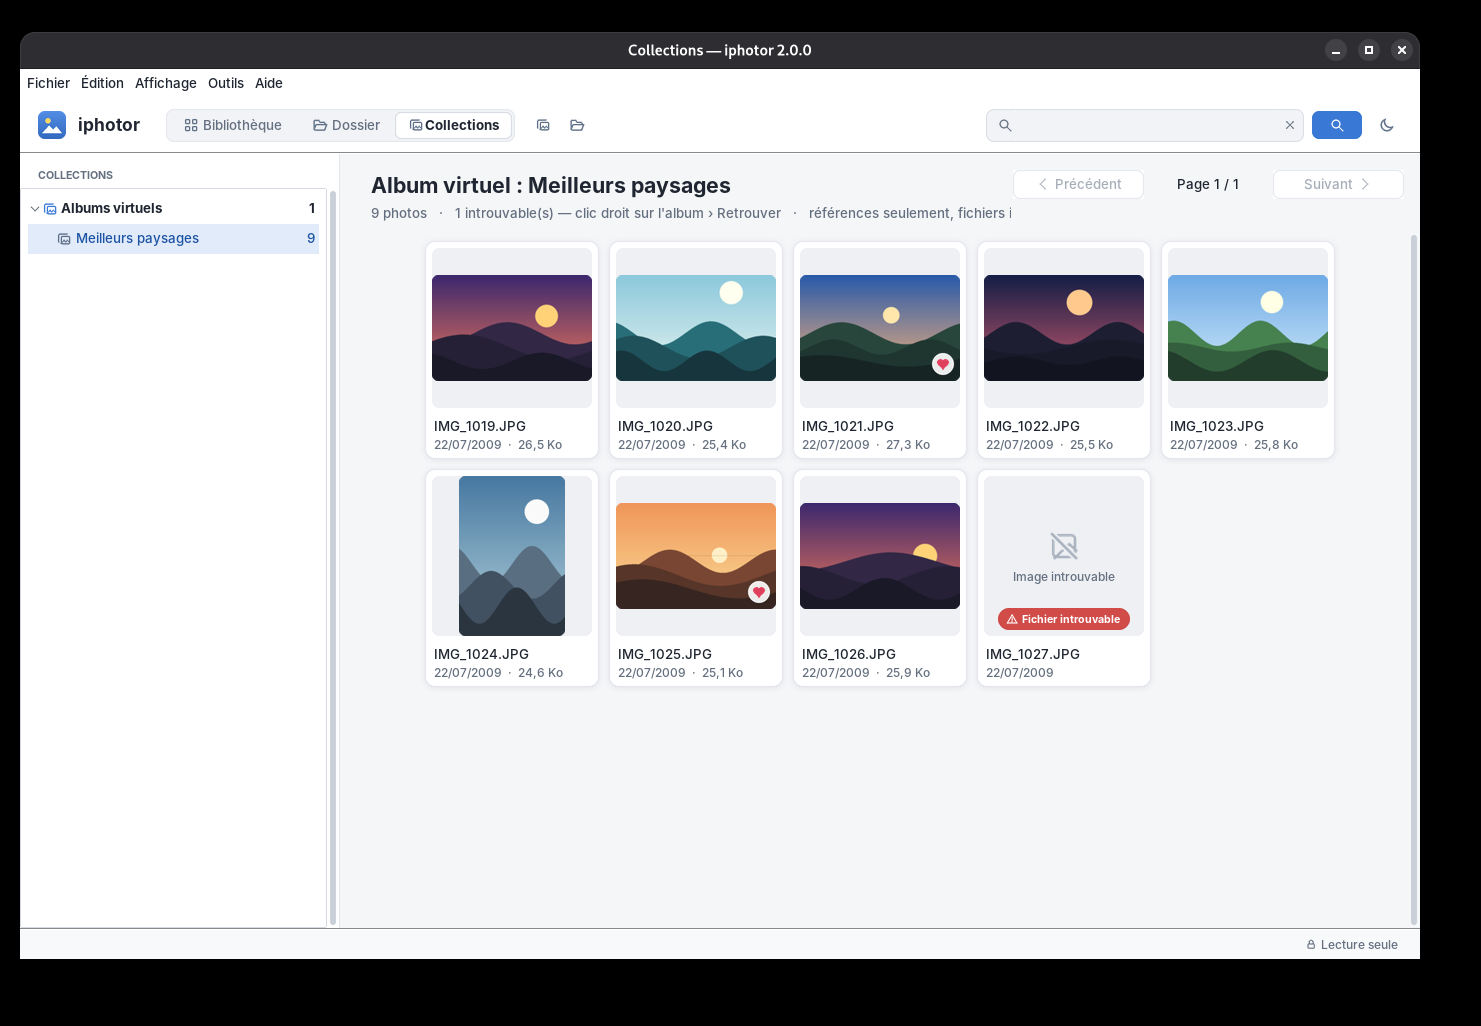 Collections — iphotor 2.0.0
Fichier Édition Affichage Outils Aide
iphotor Bibliothèque Dossier Collections
COLLECTIONS
Albums virtuels 1
Meilleurs paysages 9
Album virtuel : Meilleurs paysages
Précédent Page 1 / 1 Suivant
9 photos · 1 introuvable(s) — clic droit sur l'album › Retrouver · références seulement, fichiers
IMG_1019.JPG
22/07/2009 · 26,5 Ko
IMG_1020.JPG
22/07/2009 · 25,4 Ko
IMG_1021.JPG
22/07/2009 · 27,3 Ko
IMG_1022.JPG
22/07/2009 · 25,5 Ko
IMG_1023.JPG
22/07/2009 · 25,8 Ko
IMG_1024.JPG
22/07/2009 · 24,6 Ko
IMG_1025.JPG
22/07/2009 · 25,1 Ko
IMG_1026.JPG
22/07/2009 · 25,9 Ko
Image introuvable
Fichier introuvable
IMG_1027.JPG
22/07/2009
Lecture seule